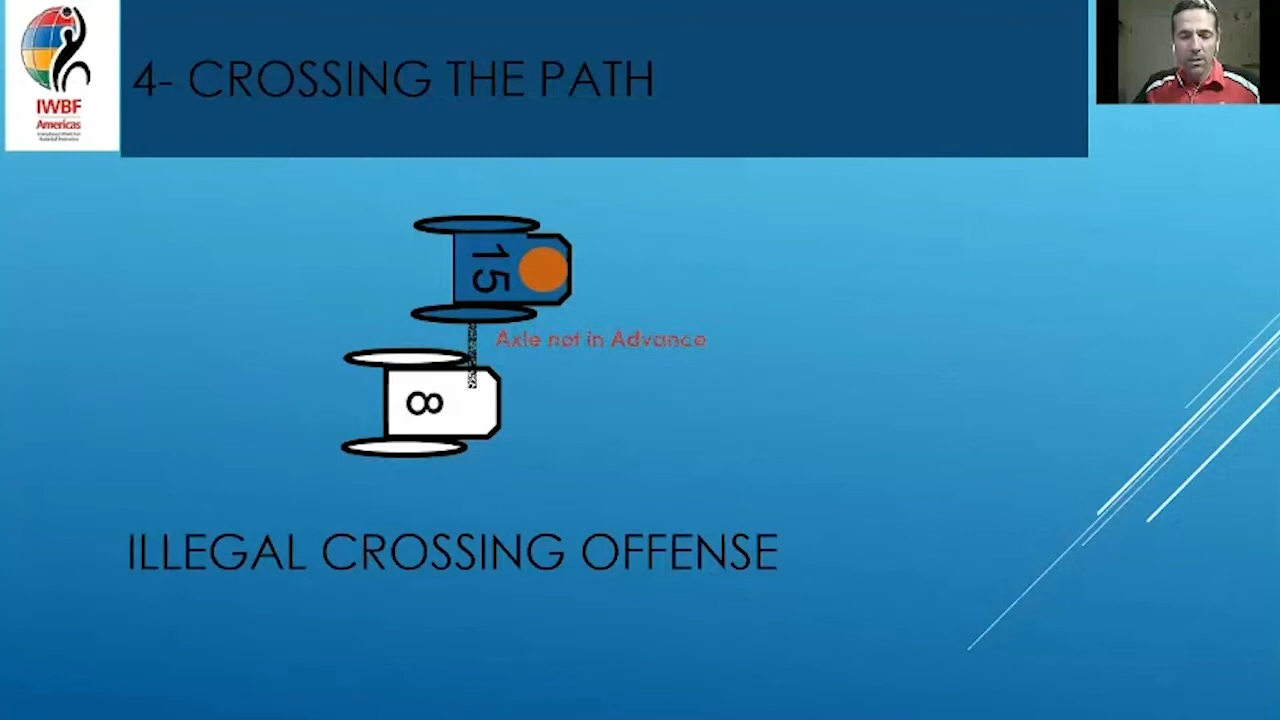 IWBF
Americas
4- CROSSING THE PATH
15
Axle not in Advance
8
ILLEGAL CROSSING OFFENSE